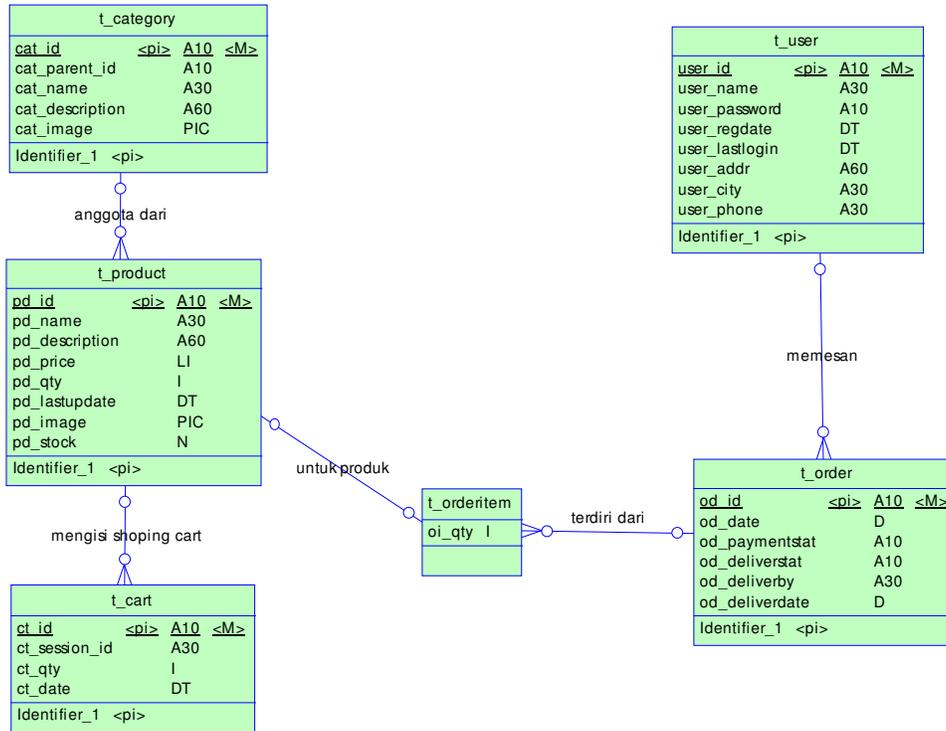 t_category
cat_id <pi> A10 <M>
cat_parent_id A10
cat_name A30
cat_description A60
cat_image PIC
Identifier_1 <pi>
anggota dari
t_product
pd_id <pi> A10 <M>
pd_name A30
pd_description A60
pd_price LI
pd_qty I
pd_lastupdate DT
pd_image PIC
pd_stock N
Identifier_1 <pi>
mengisi shoping cart
t_cart
ct_id <pi> A10 <M>
ct_session_id A30
ct_qty I
ct_date DT
Identifier_1 <pi>
untuk produk
t_orderitem
oi_qty I
terdiri dari
t_user
user_id <pi> A10 <M>
user_name A30
user_password A10
user_regdate DT
user_lastlogin DT
user_addr A60
user_city A30
user_phone A30
Identifier_1 <pi>
memesan
t_order
od_id <pi> A10 <M>
od_date D
od_paymentstat A10
od_deliverstat A10
od_deliverby A30
od_deliverdate D
Identifier_1 <pi>